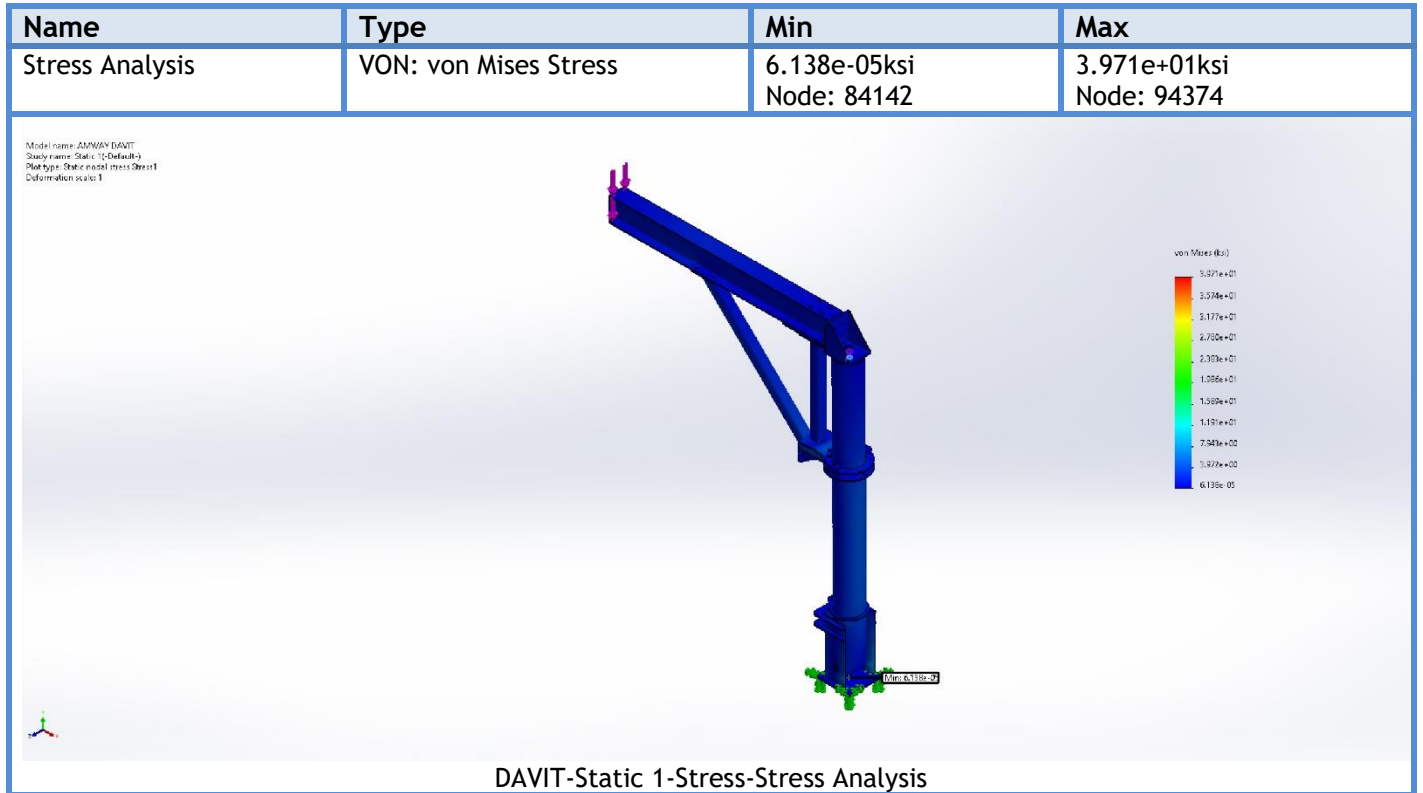 Name Type Min Max
Stress Analysis VON: von Mises Stress 6.138e-05ksi 3.971e+01ksi
Node: 84142 Node: 94374
Model name: AMWAY DAVIT
Study name: Static 1(-Default-)
Plot type: Static nodal stress Stress1
Deformation scale: 1
von Mises (ksi)
3.971e+01
3.574e+01
3.177e+01
2.780e+01
2.383e+01
1.986e+01
1.589e+01
1.191e+01
7.943e+00
3.972e+00
6.138e-05
Min: 6.138e-05
DAVIT-Static 1-Stress-Stress Analysis